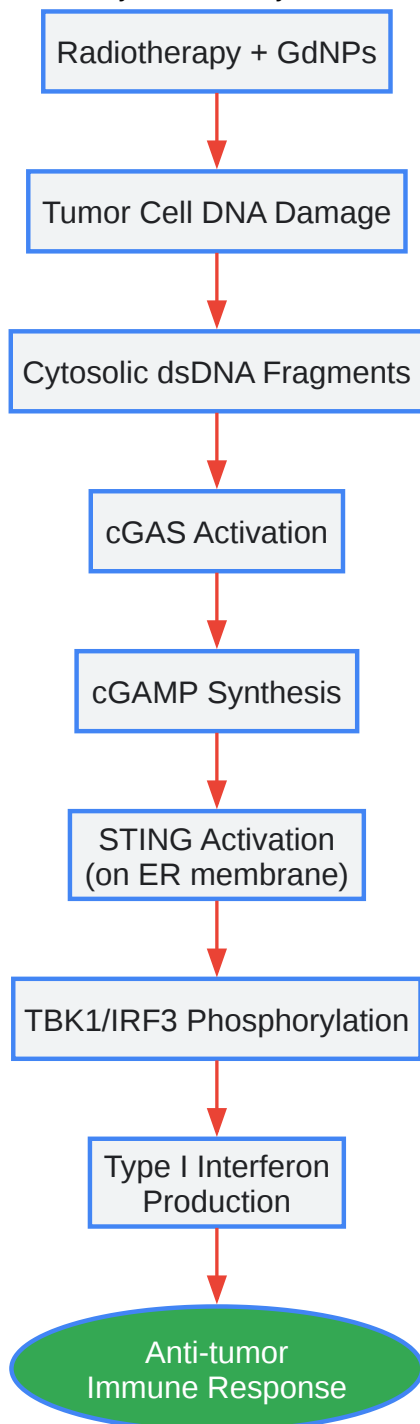 Radiotherapy + GdNPs
Tumor Cell DNA Damage
Cytosolic dsDNA Fragments
cGAS Activation
cGAMP Synthesis
STING Activation
(on ER membrane)
TBK1/IRF3 Phosphorylation
Type I Interferon
Production
Anti-tumor
Immune Response